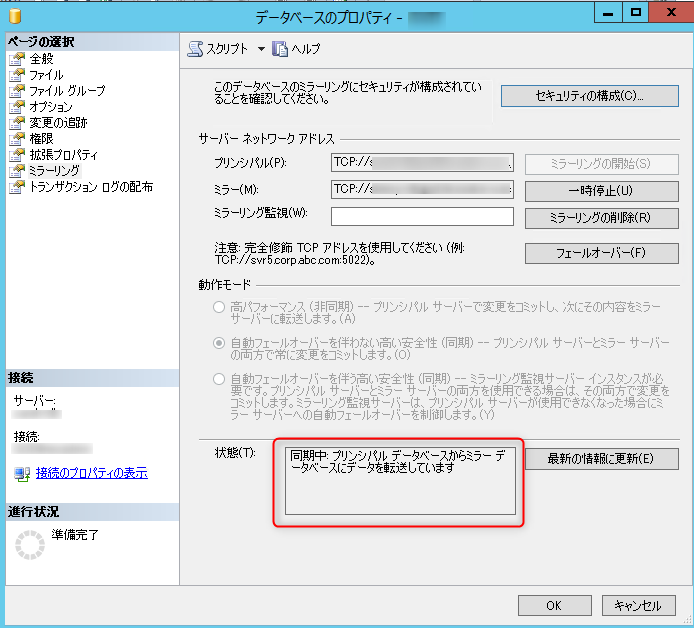 データベースのプロパティ -
ページの選択
全般
ファイル
ファイル グループ
オプション
変更の追跡
権限
拡張プロパティ
ミラーリング
トランザクション ログの配布
スクリプト
ヘルプ
このデータベースのミラーリングにセキュリティが構成されてい
ることを確認してください。
セキュリティの構成(C)...
サーバー ネットワーク アドレス
プリンシパル(P):
TCP://s
ミラーリングの開始(S)
ミラー(M):
TCP://s
一時停止(U)
ミラーリング監視(W):
ミラーリングの削除(R)
注意: 完全修飾 TCP アドレスを使用してください (例:
TCP://svr5.corp.abc.com:5022)。
フェールオーバー(F)
動作モード
高パフォーマンス (非同期) -- プリンシパル サーバーで変更をコミットし、次にその内容をミラー
サーバーに転送します。(A)
自動フェールオーバーを伴わない高い安全性 (同期) -- プリンシパル サーバーとミラー サーバー
の両方で常に変更をコミットします。(O)
自動フェールオーバーを伴う高い安全性 (同期) -- ミラーリング監視サーバー インスタンスが必
要です。プリンシパル サーバーとミラー サーバーの両方を使用できる場合は、その両方で変更を
コミットします。ミラーリング監視サーバーは、プリンシパル サーバーが使用できなくなった場合にミ
ラー サーバーへの自動フェールオーバーを制御します。(Y)
状態(T):
同期中: プリンシパル データベースからミラー デ
ータベースにデータを転送しています
最新の情報に更新(E)
接続
サーバー:
接続:
接続のプロパティの表示
進行状況
準備完了
OK
キャンセル